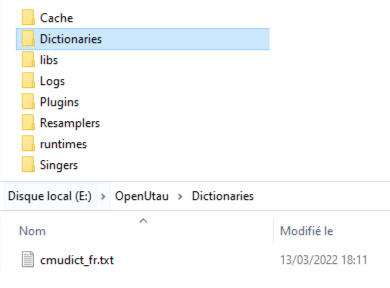 Cache
Dictionaries
libs
Logs
Plugins
Resamplers
runtimes
Singers
Disque local (E:) > OpenUtau > Dictionaries
Nom Modifié le
cmudict_fr.txt 13/03/2022 18:11